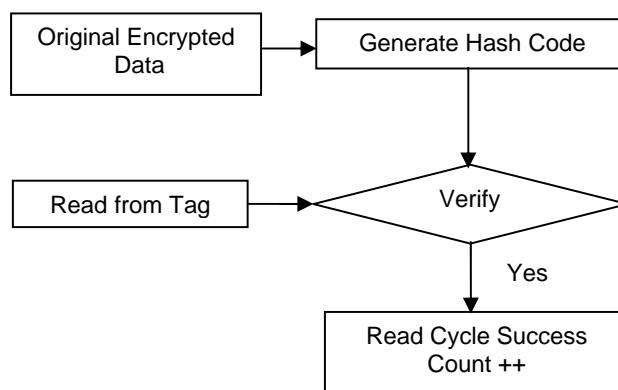 Original Encrypted
Data
Generate Hash Code
Read from Tag
Verify
Yes
Read Cycle Success
Count ++